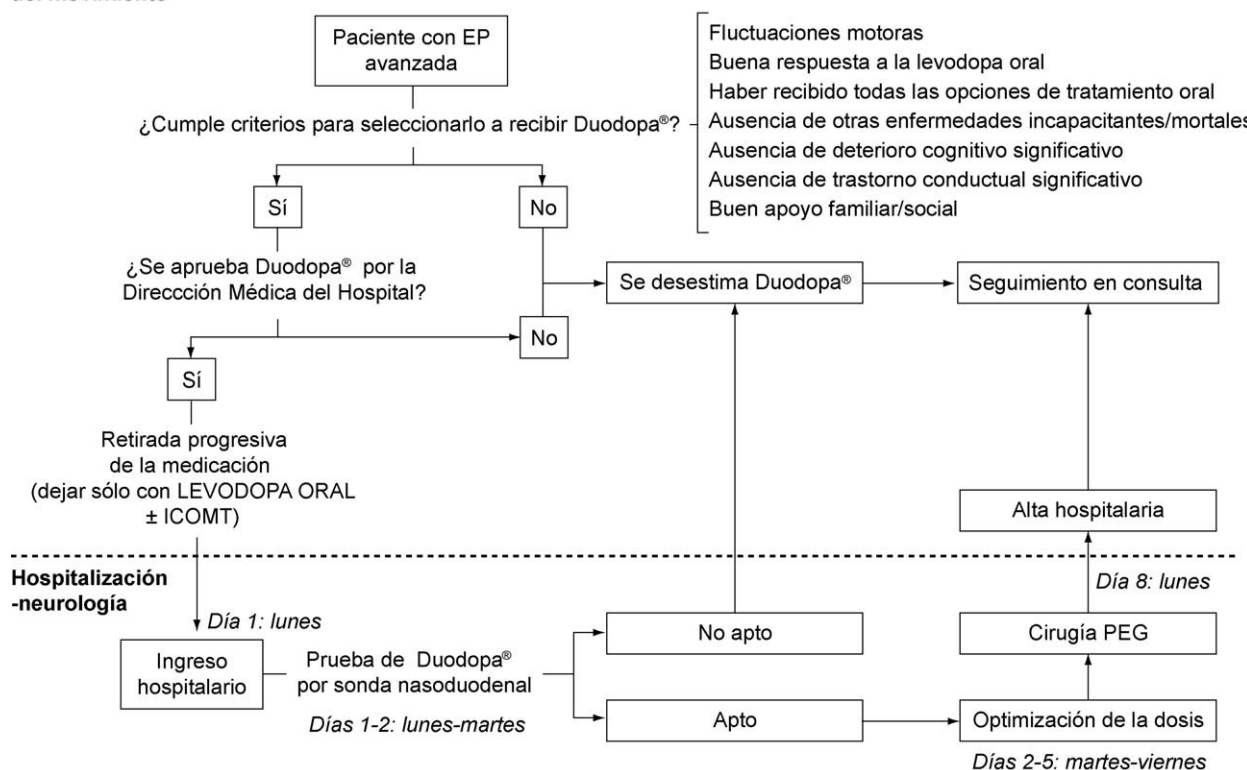 Paciente con EP
avanzada
¿Cumple criterios para seleccionarlo a recibir Duodopa®?
Fluctuaciones motoras
Buena respuesta a la levodopa oral
Haber recibido todas las opciones de tratamiento oral
Ausencia de otras enfermedades incapacitantes/mortales
Ausencia de deterioro cognitivo significativo
Ausencia de trastorno conductual significativo
Buen apoyo familiar/social
Sí
No
¿Se aprueba Duodopa® por la
Direccción Médica del Hospital?
Se desestima Duodopa®
Seguimiento en consulta
No
Sí
Retirada progresiva
de la medicación
(dejar sólo con LEVODOPA ORAL
± ICOMT)
Alta hospitalaria
Hospitalización
-neurología
Día 1: lunes
Día 8: lunes
Ingreso
hospitalario
Prueba de Duodopa®
por sonda nasoduodenal
Días 1-2: lunes-martes
No apto
Cirugía PEG
Apto
Optimización de la dosis
Días 2-5: martes-viernes